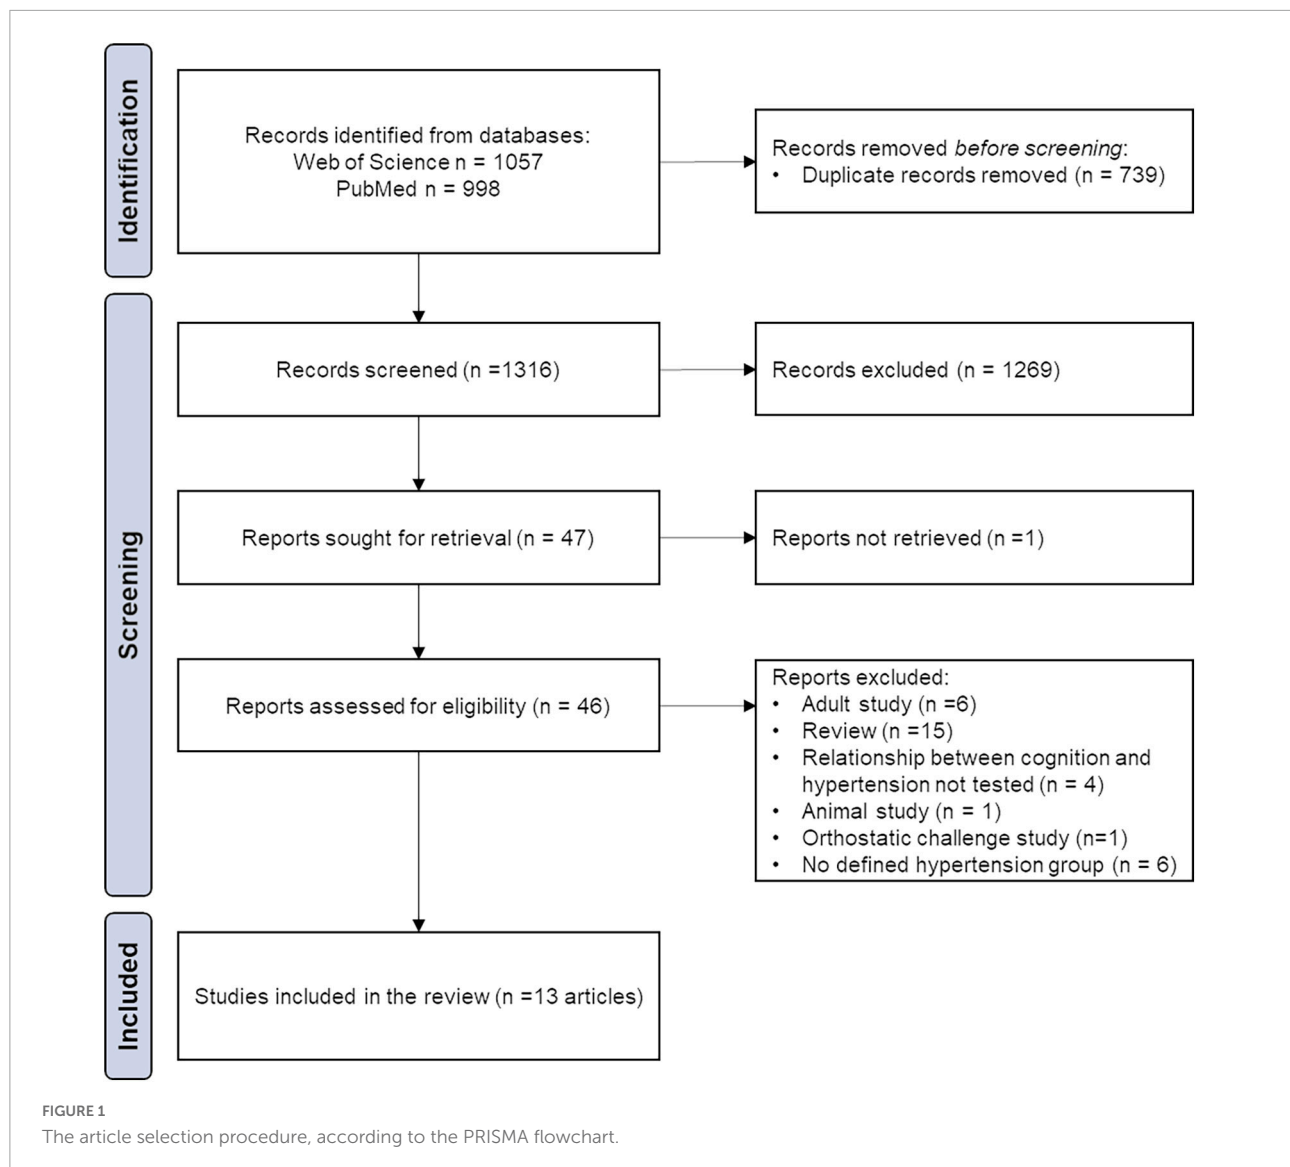 Identification
Records identified from databases:
Web of Science n = 1057
PubMed n = 998
Records removed before screening:
• Duplicate records removed (n = 739)
Screening
Records screened (n =1316)
Records excluded (n = 1269)
Reports sought for retrieval (n = 47)
Reports not retrieved (n =1)
Reports assessed for eligibility (n = 46)
Reports excluded:
• Adult study (n =6)
• Review (n =15)
• Relationship between cognition and
hypertension not tested (n = 4)
• Animal study (n = 1)
• Orthostatic challenge study (n=1)
• No defined hypertension group (n = 6)
Included
Studies included in the review (n =13 articles)
FIGURE 1
The article selection procedure, according to the PRISMA flowchart.